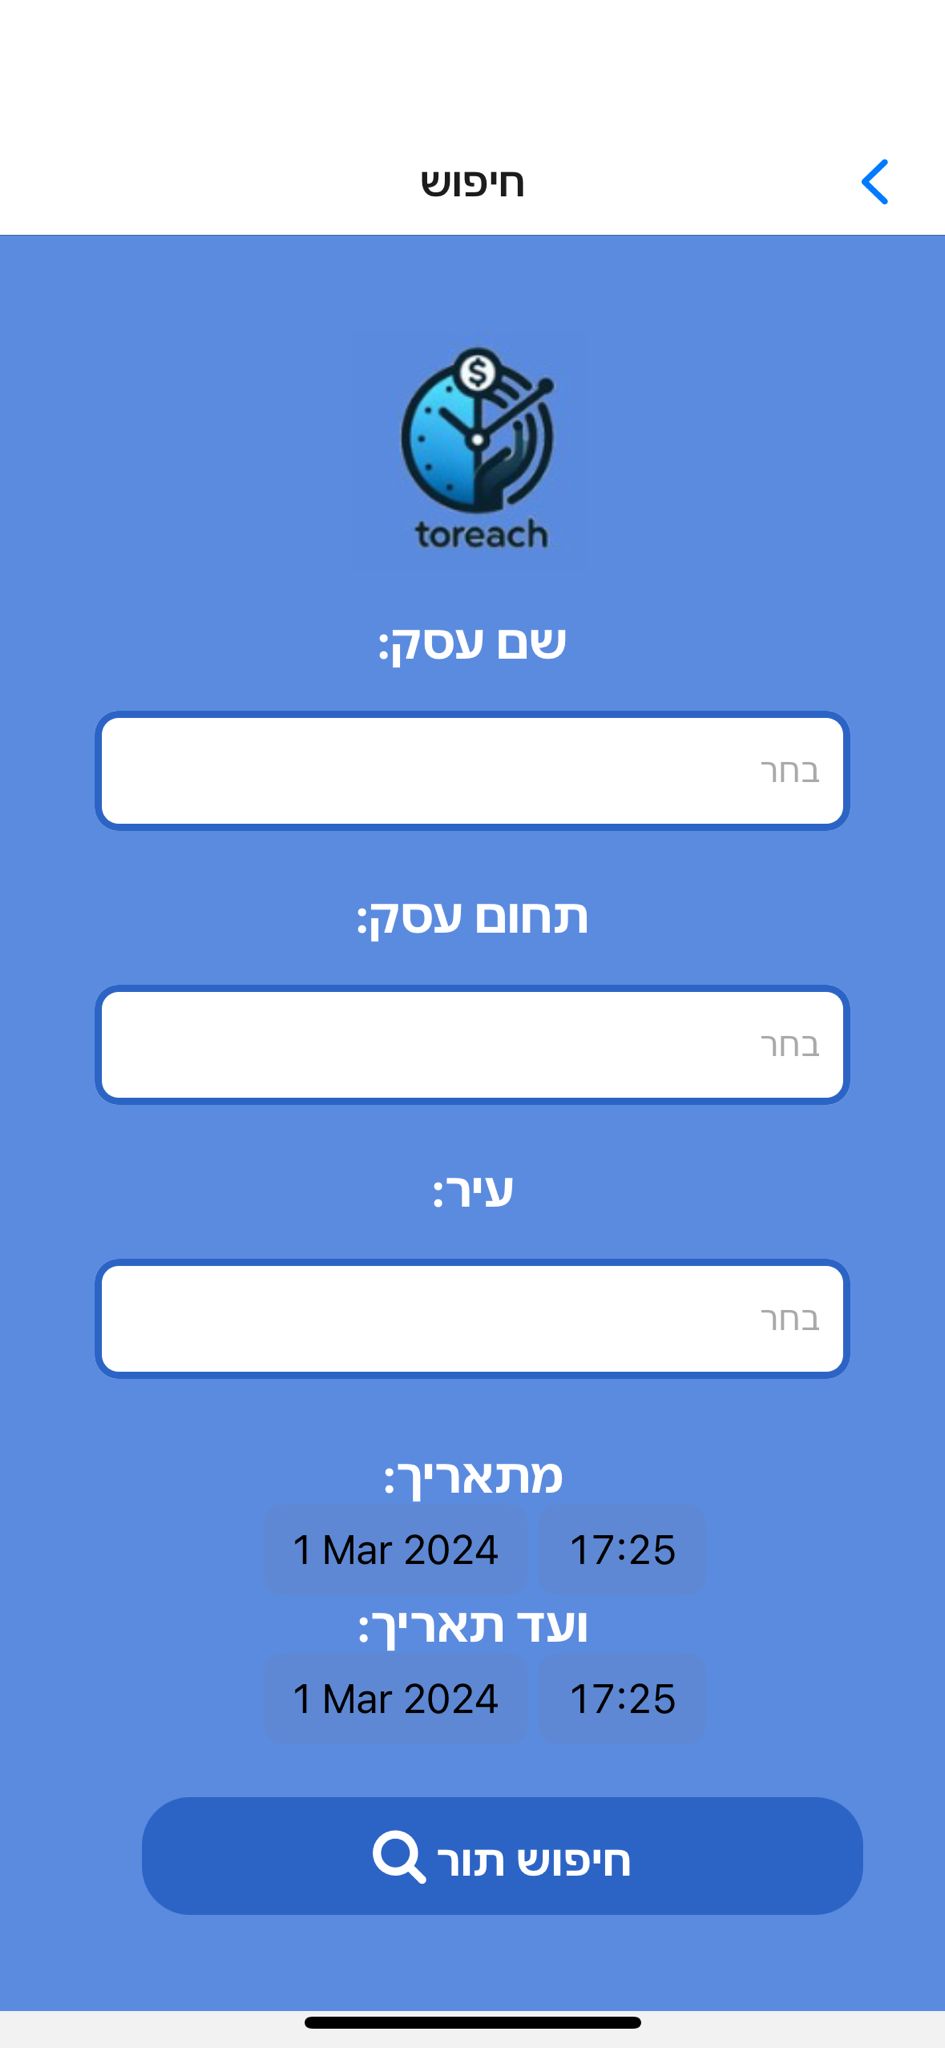 חיפוש
$
toreach
שם עסק:
בחר
תחום עסק:
בחר
עיר:
בחר
מתאריך:
1 Mar 2024 17:25
ועד תאריך:
1 Mar 2024 17:25
חיפוש תור